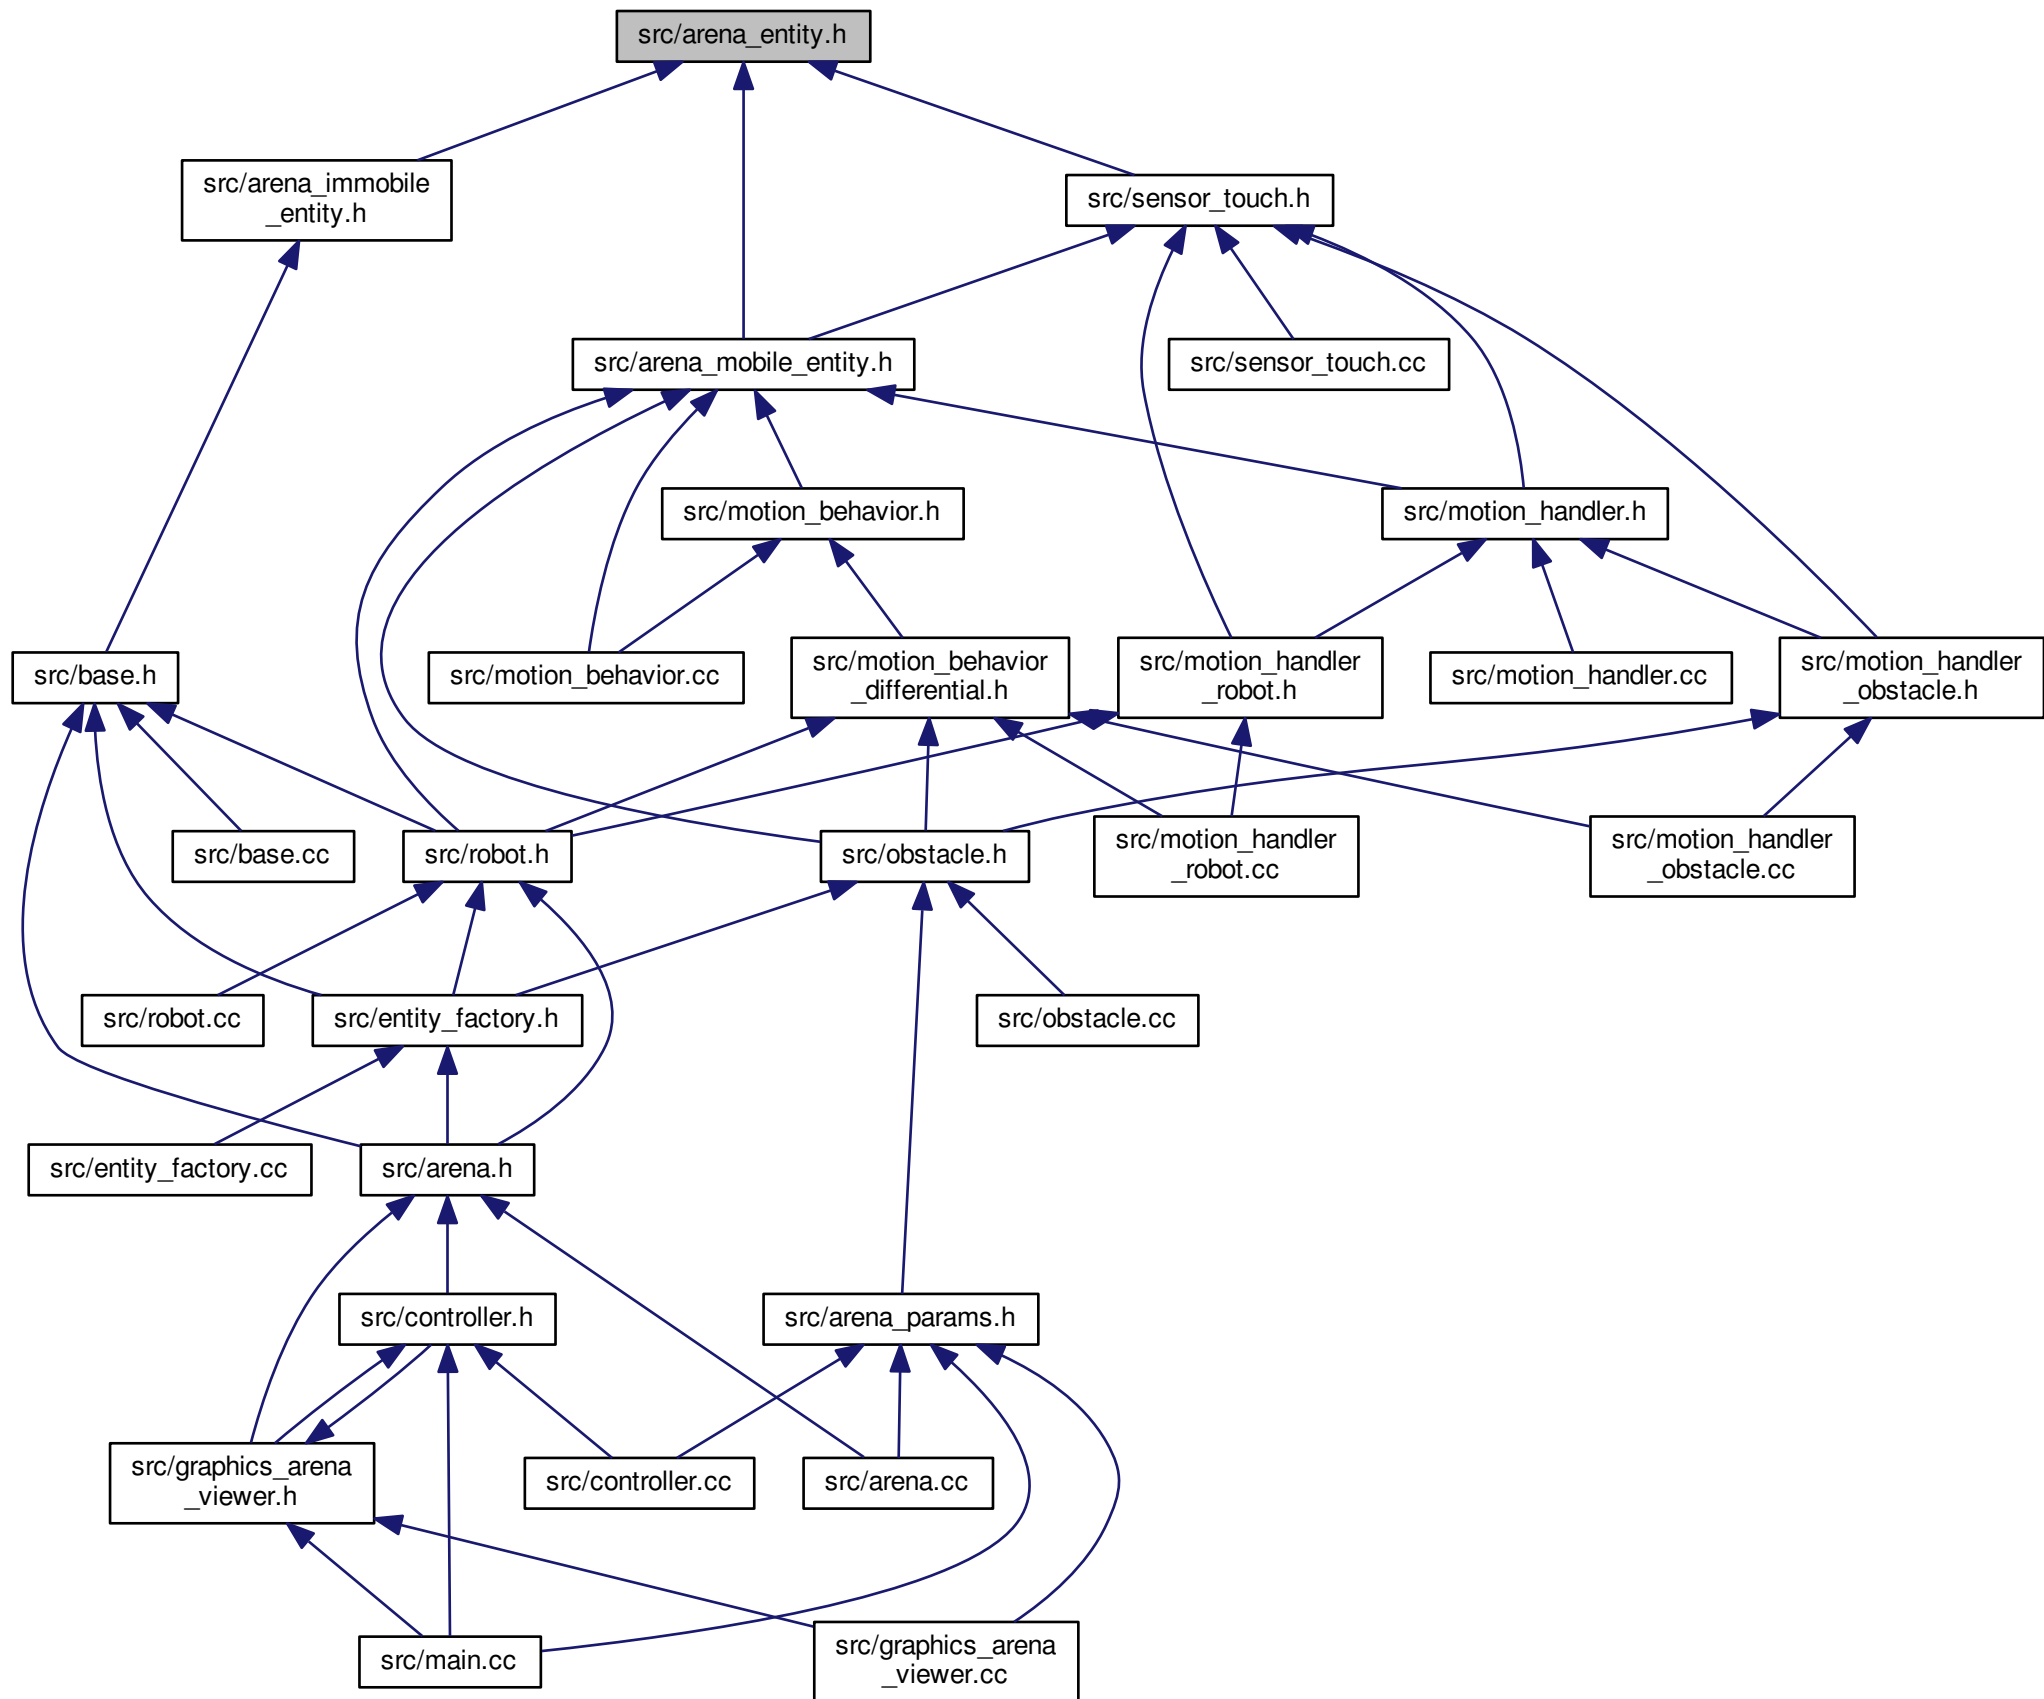 src/arena_entity.h
src/arena_immobile
_entity.h
src/sensor_touch.h
src/arena_mobile_entity.h
src/sensor_touch.cc
src/motion_behavior.h
src/motion_handler.h
src/base.h
src/motion_behavior.cc
src/motion_behavior
_differential.h
src/motion_handler
_robot.h
src/motion_handler.cc
src/motion_handler
_obstacle.h
src/base.cc
src/robot.h
src/obstacle.h
src/motion_handler
_robot.cc
src/motion_handler
_obstacle.cc
src/robot.cc
src/entity_factory.h
src/obstacle.cc
src/entity_factory.cc
src/arena.h
src/controller.h
src/arena_params.h
src/graphics_arena
_viewer.h
src/controller.cc
src/arena.cc
src/main.cc
src/graphics_arena
_viewer.cc